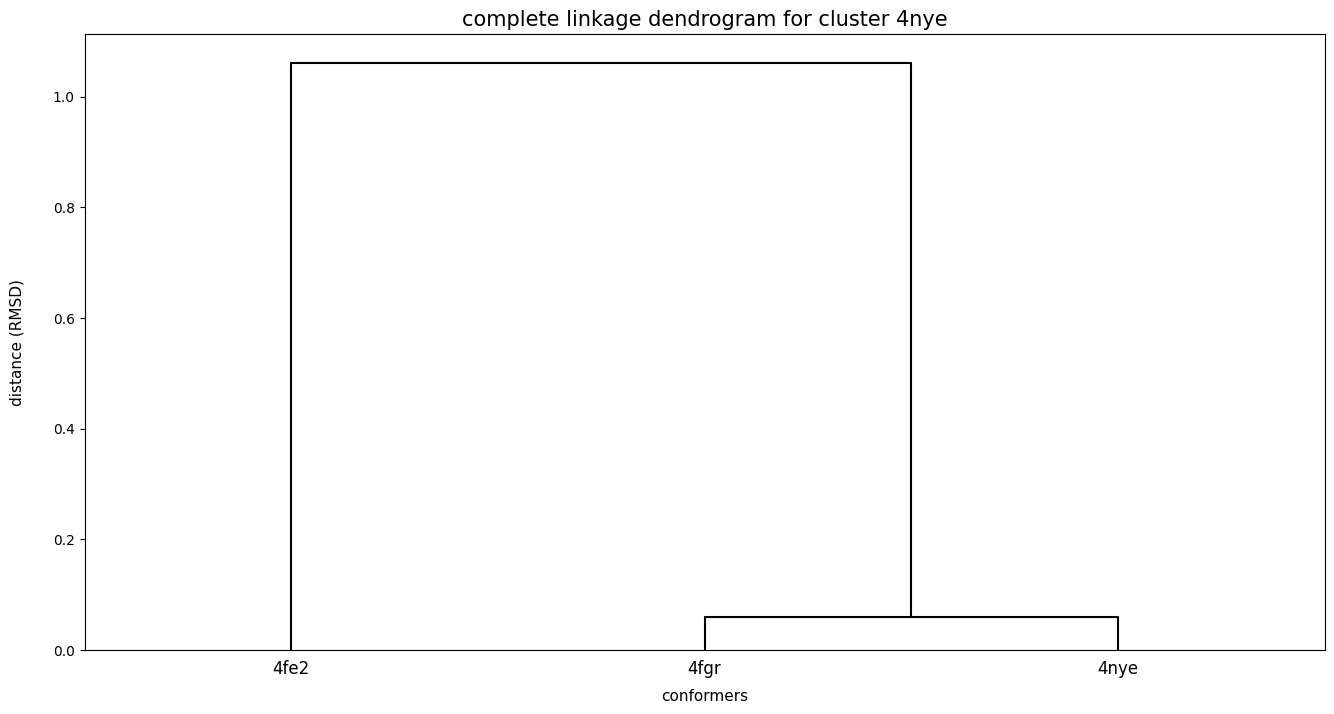 complete linkage dendrogram for cluster 4nye
distance (RMSD)
1.0
0.8
0.6
0.4
0.2
0.0
4fe2 4fgr 4nye
conformers